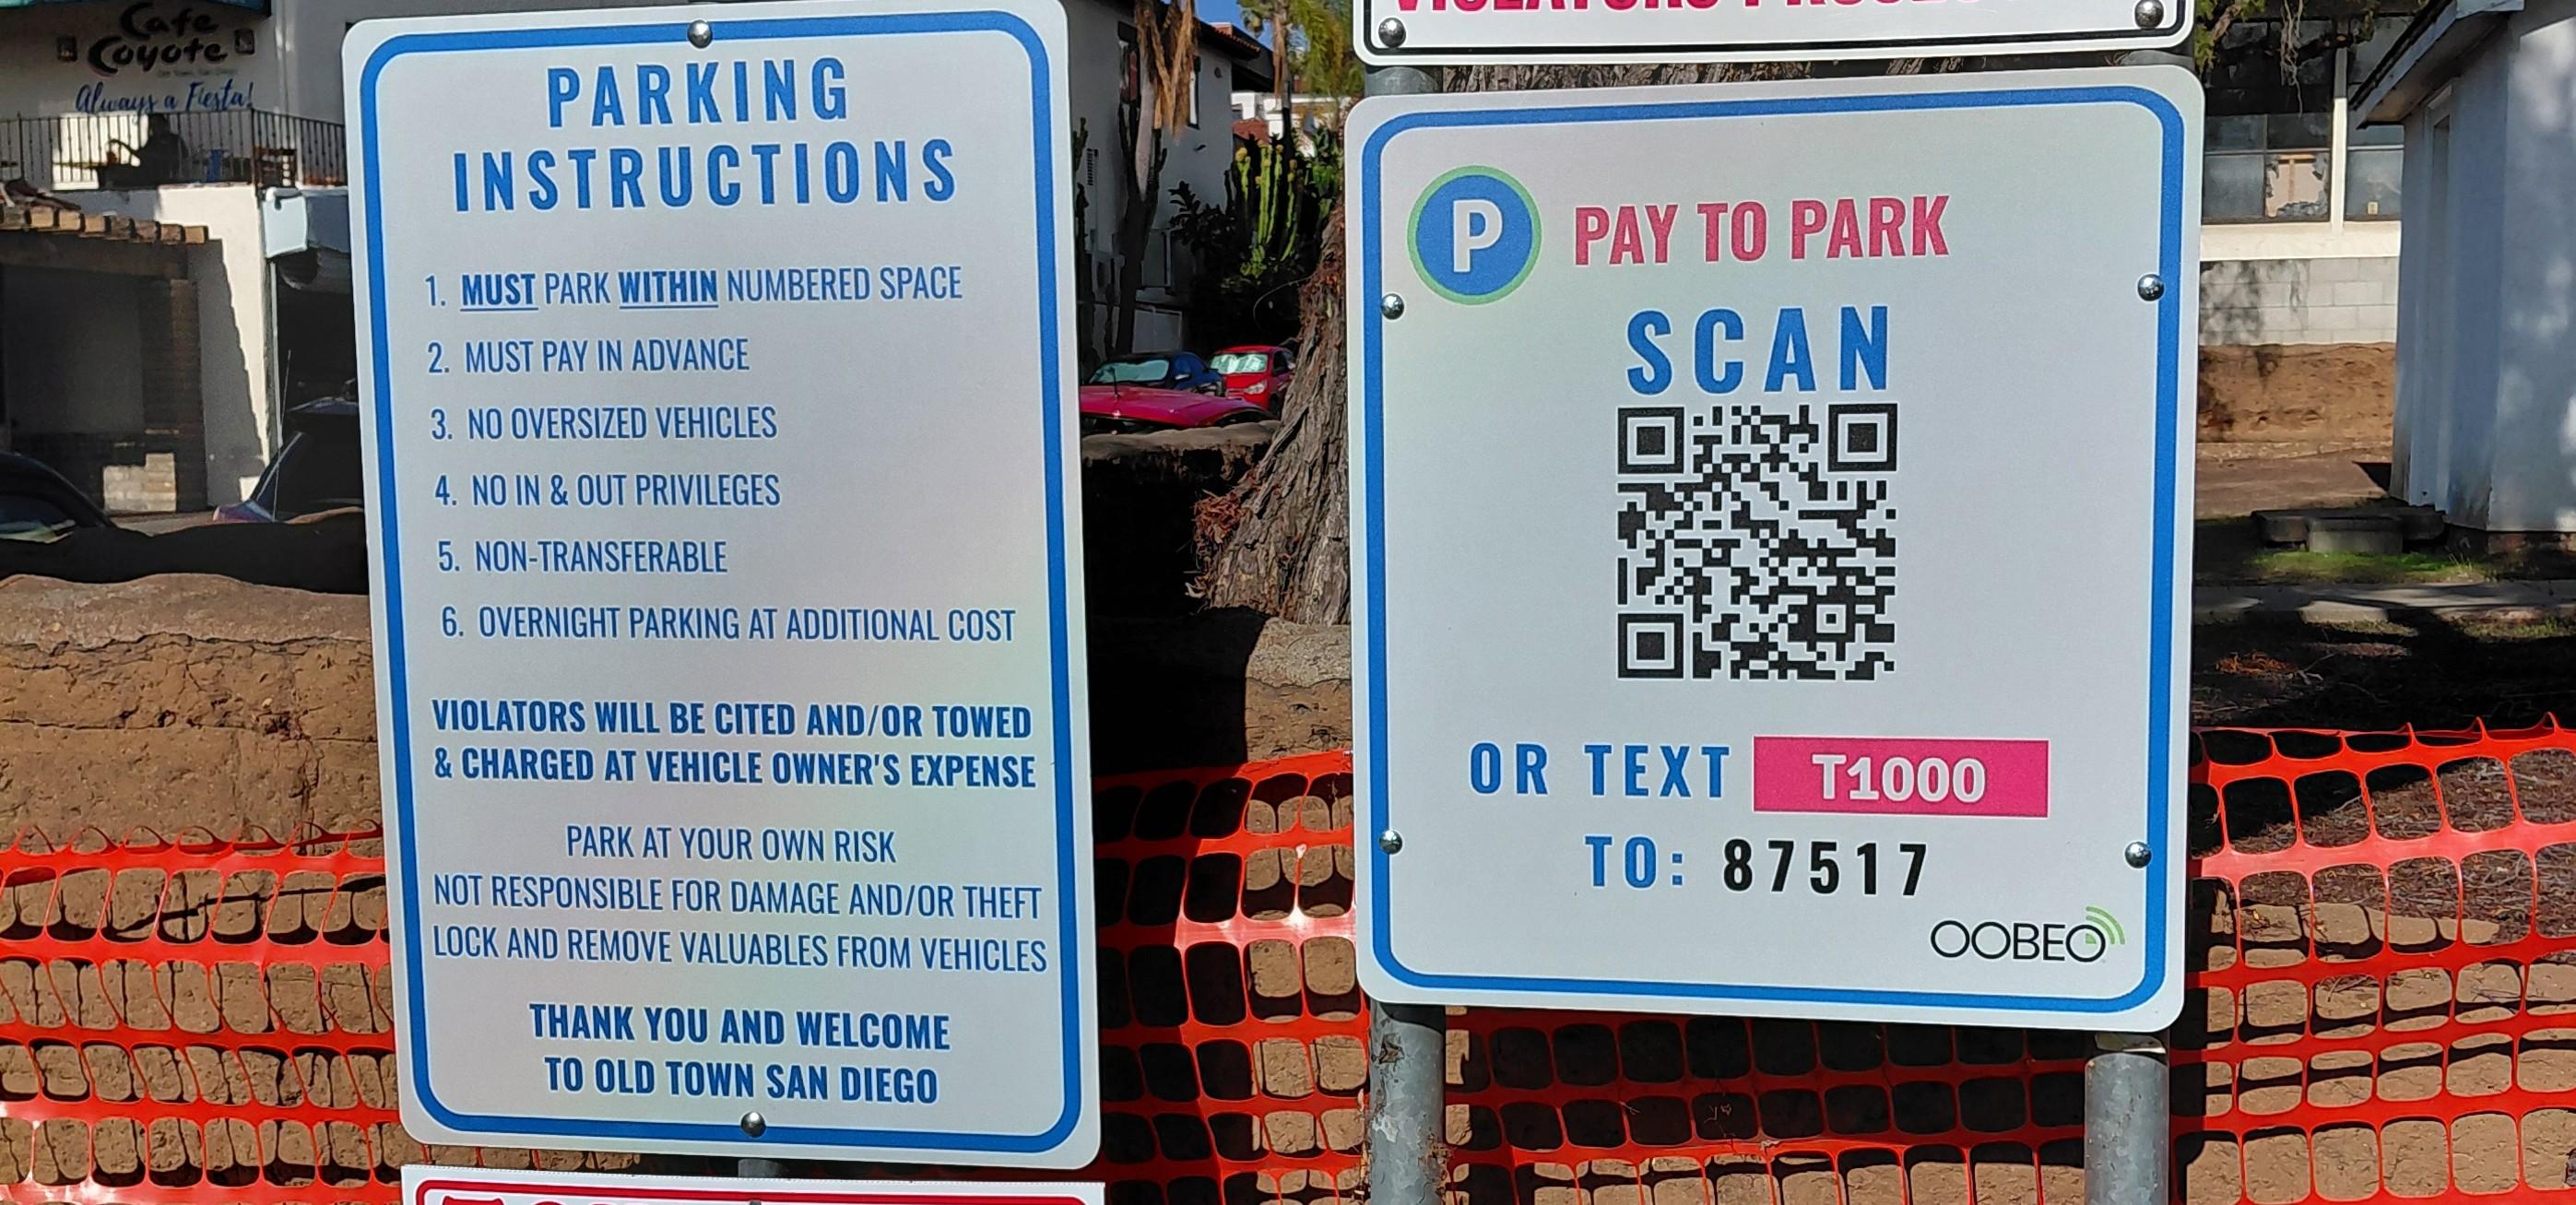 Cafe
Coyote
Always a Fiesta!
PARKING
INSTRUCTIONS
1. MUST PARK WITHIN NUMBERED SPACE
2. MUST PAY IN ADVANCE
3. NO OVERSIZED VEHICLES
4. NO IN & OUT PRIVILEGES
5. NON-TRANSFERABLE
6. OVERNIGHT PARKING AT ADDITIONAL COST
VIOLATORS WILL BE CITED AND/OR TOWED
& CHARGED AT VEHICLE OWNER'S EXPENSE
PARK AT YOUR OWN RISK
NOT RESPONSIBLE FOR DAMAGE AND/OR THEFT
LOCK AND REMOVE VALUABLES FROM VEHICLES
THANK YOU AND WELCOME
TO OLD TOWN SAN DIEGO
VIOLATORS
P PAY TO PARK
SCAN
OR TEXT T1000
TO: 87517
OOBEO